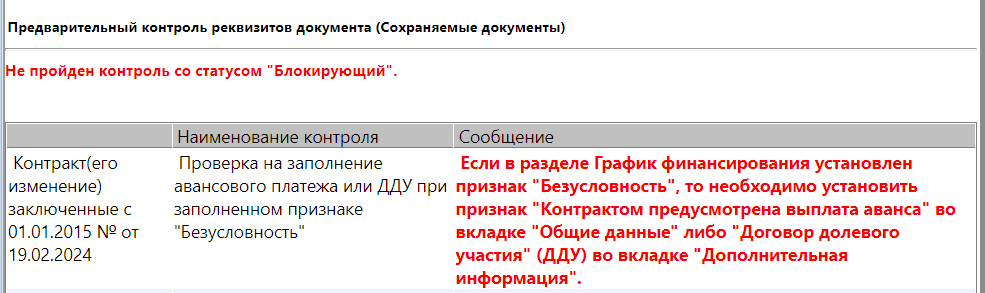 Предварительный контроль реквизитов документа (Сохраняемые документы)
Не пройден контроль со статусом "Блокирующий".
Наименование контроля
Сообщение
Контракт(его
изменение)
заключенные с
01.01.2015 № от
19.02.2024
Проверка на заполнение
авансового платежа или ДДУ при
заполненном признаке
"Безусловность"
Если в разделе График финансирования установлен
признак "Безусловность", то необходимо установить
признак "Контрактом предусмотрена выплата аванса" во
вкладке "Общие данные" либо "Договор долевого
участия" (ДДУ) во вкладке "Дополнительная
информация".